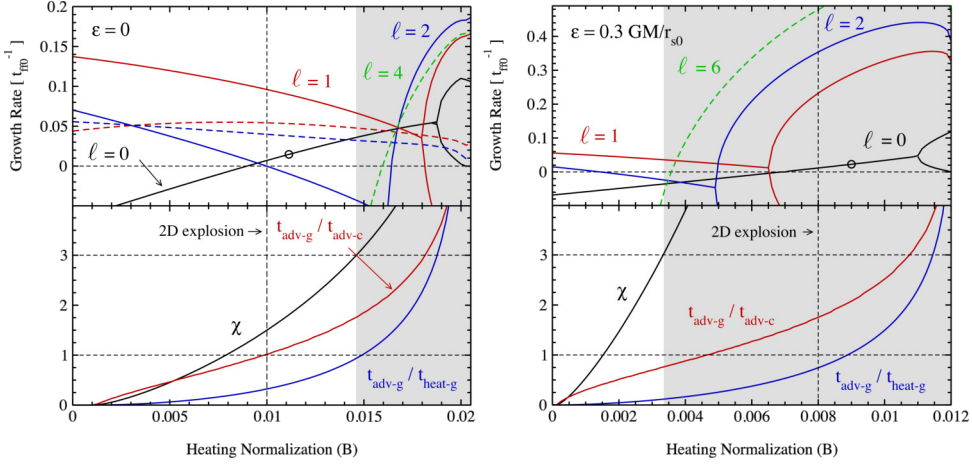 Growth Rate [ t_ff0^-1 ]
0.2
0.15
0.1
0.05
0
ε = 0
ℓ = 1
ℓ = 2
ℓ = 4
ℓ = 0
3
2
1
0
2D explosion →
t_adv-g / t_adv-c
χ
t_adv-g / t_heat-g
0
0.005
0.01
0.015
0.02
Heating Normalization (B)
Growth Rate [ t_ff0^-1 ]
0.4
0.3
0.2
0.1
0
ε = 0.3 GM/r_s0
ℓ = 2
ℓ = 6
ℓ = 1
ℓ = 0
3
2
1
0
2D explosion →
χ
t_adv-g / t_adv-c
t_adv-g / t_heat-g
0
0.002
0.004
0.006
0.008
0.01
0.012
Heating Normalization (B)